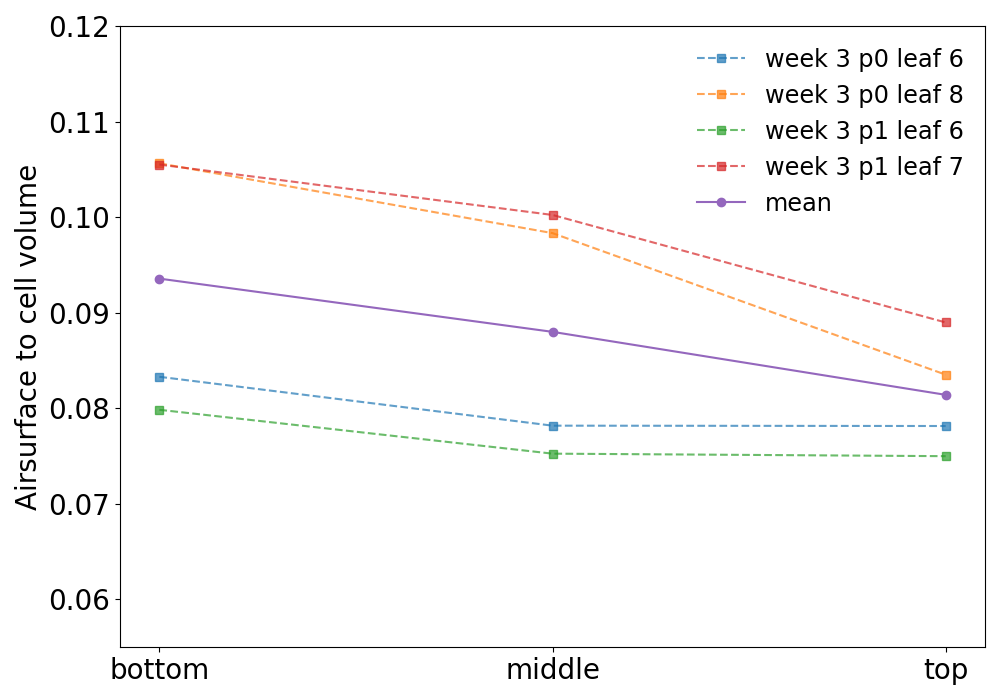 0.12
0.11
0.10
0.09
0.08
0.07
0.06
Airsurface to cell volume
bottom
middle
top
week 3 p0 leaf 6
week 3 p0 leaf 8
week 3 p1 leaf 6
week 3 p1 leaf 7
mean